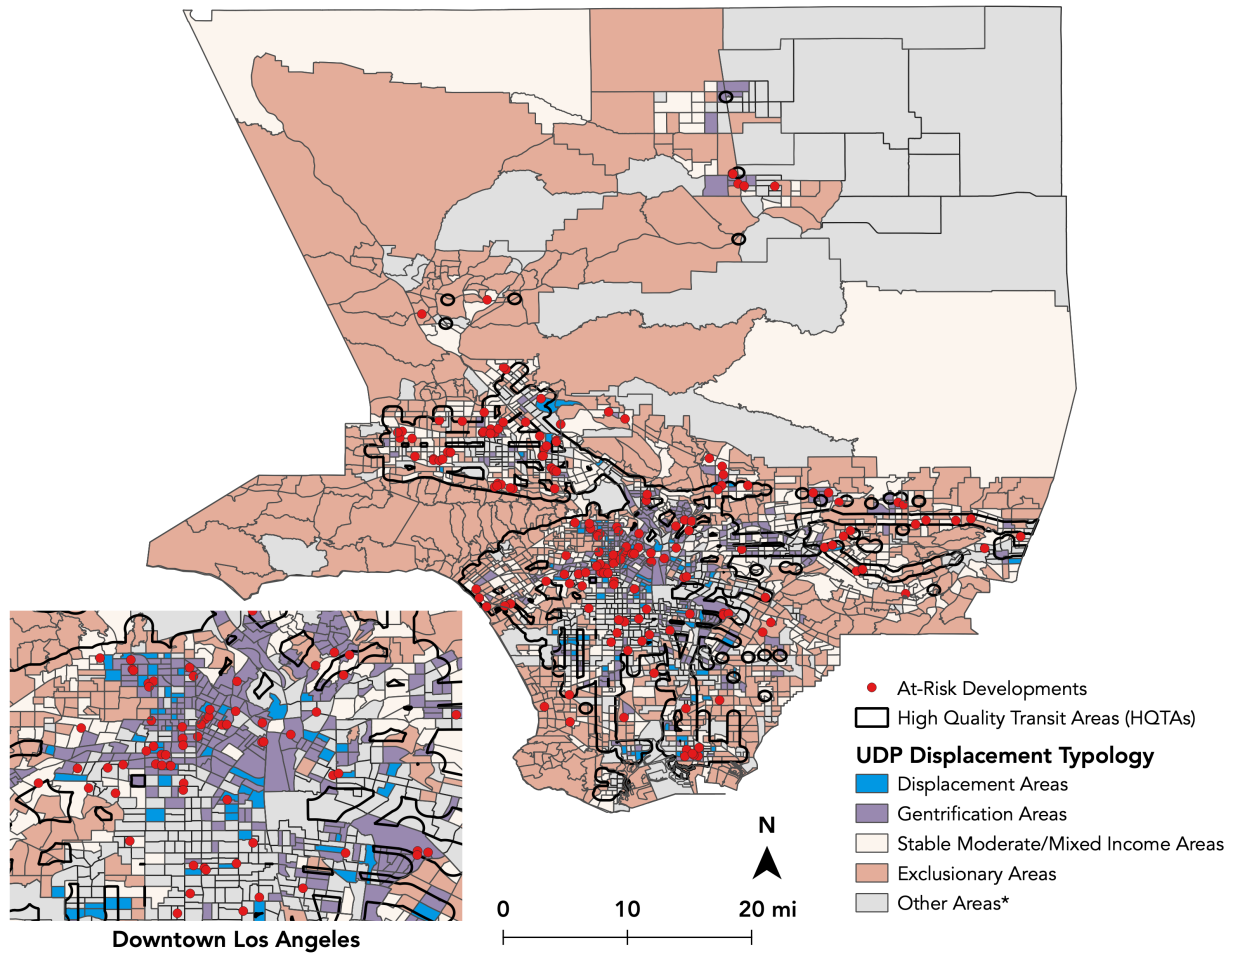 At-Risk Developments
High Quality Transit Areas (HQTAs)
UDP Displacement Typology
Displacement Areas
Gentrification Areas
Stable Moderate/Mixed Income Areas
Exclusionary Areas
Other Areas*
N
0 10 20 mi
Downtown Los Angeles